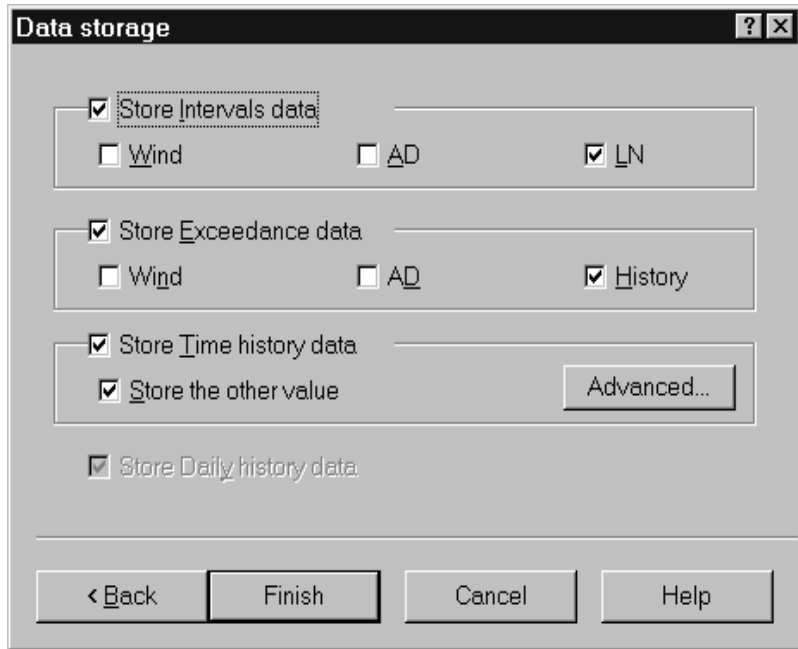 Data storage
Store Intervals data
Wind AD LN
Store Exceedance data
Wind AD History
Store Time history data
Store the other value Advanced...
Store Daily history data
< Back Finish Cancel Help